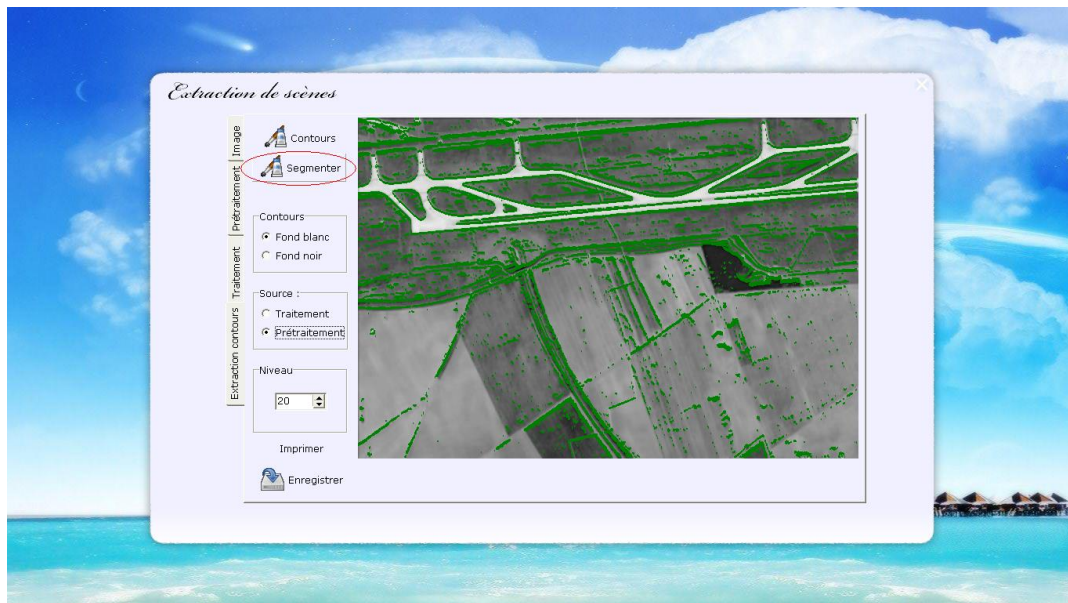 Extraction de scènes
Image
Prétraitement
Traitement
Extraction contours
Contours
Segmenter
Contours
Fond blanc
Fond noir
Source :
Traitement
Prétraitement
Niveau
20
Imprimer
Enregistrer